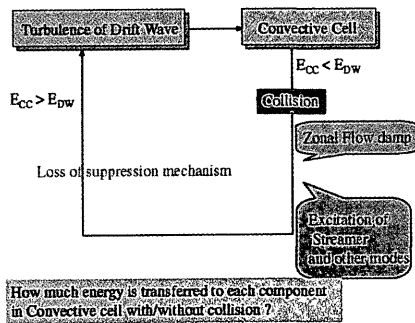 Turbulence of Drift Wave
Convective Cell
E_CC < E_DW
E_CC > E_DW
Collision
Zonal Flow damp
Loss of suppression mechanism
Excitation of
Streamer
and other modes
How much energy is transferred to each component
in Convective cell with/without collision ?